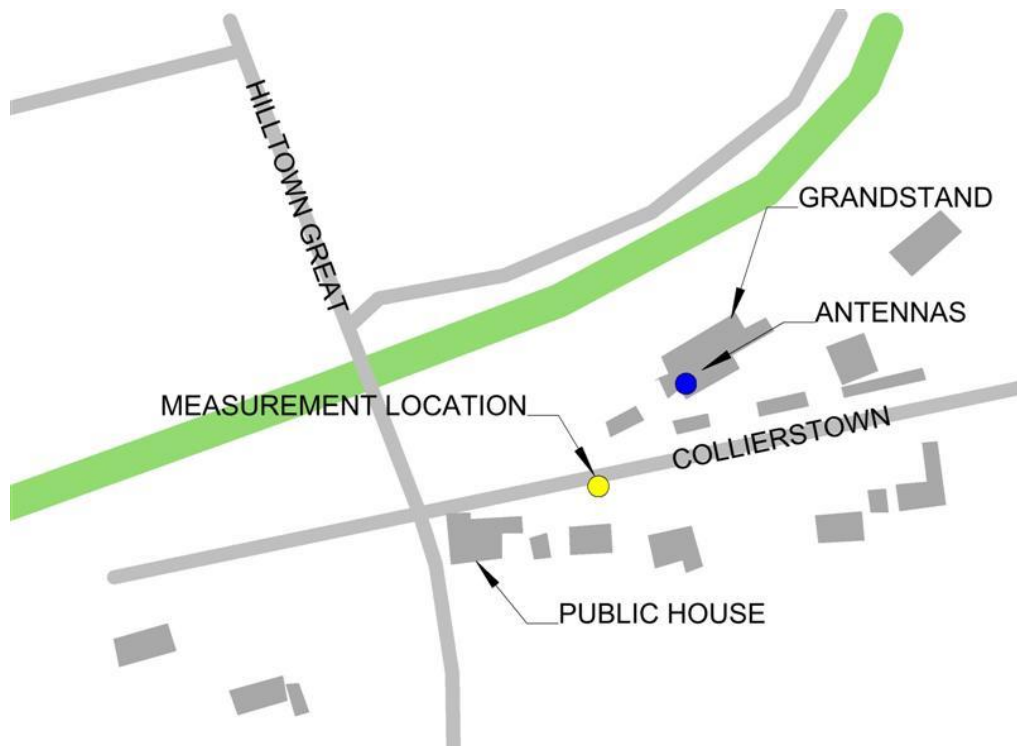 HILLTOWN GREAT
GRANDSTAND
ANTENNAS
MEASUREMENT LOCATION
COLLIERSTOWN
PUBLIC HOUSE